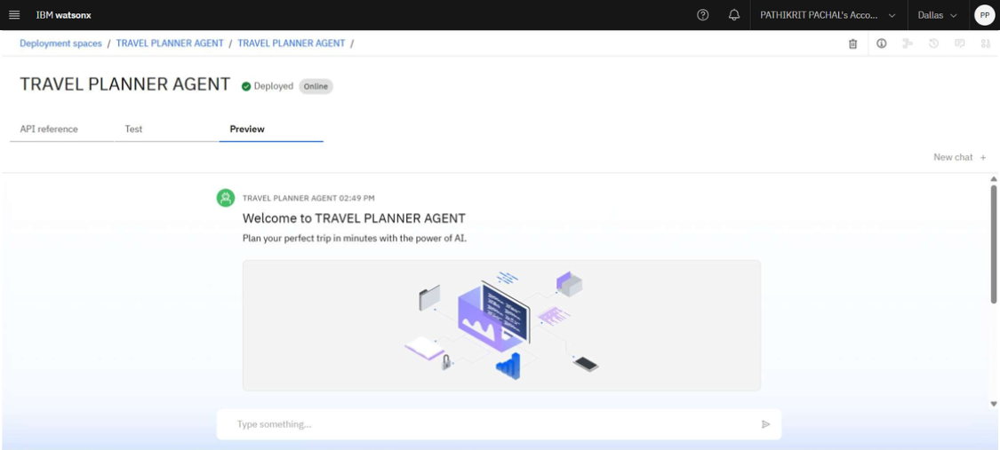 IBM watsonx PATHIKRIT PACHAL's Acco... Dallas PP
Deployment spaces / TRAVEL PLANNER AGENT / TRAVEL PLANNER AGENT /
TRAVEL PLANNER AGENT Deployed Online
API reference Test Preview
New chat +
TRAVEL PLANNER AGENT 02:49 PM
Welcome to TRAVEL PLANNER AGENT
Plan your perfect trip in minutes with the power of AI.
Type something...